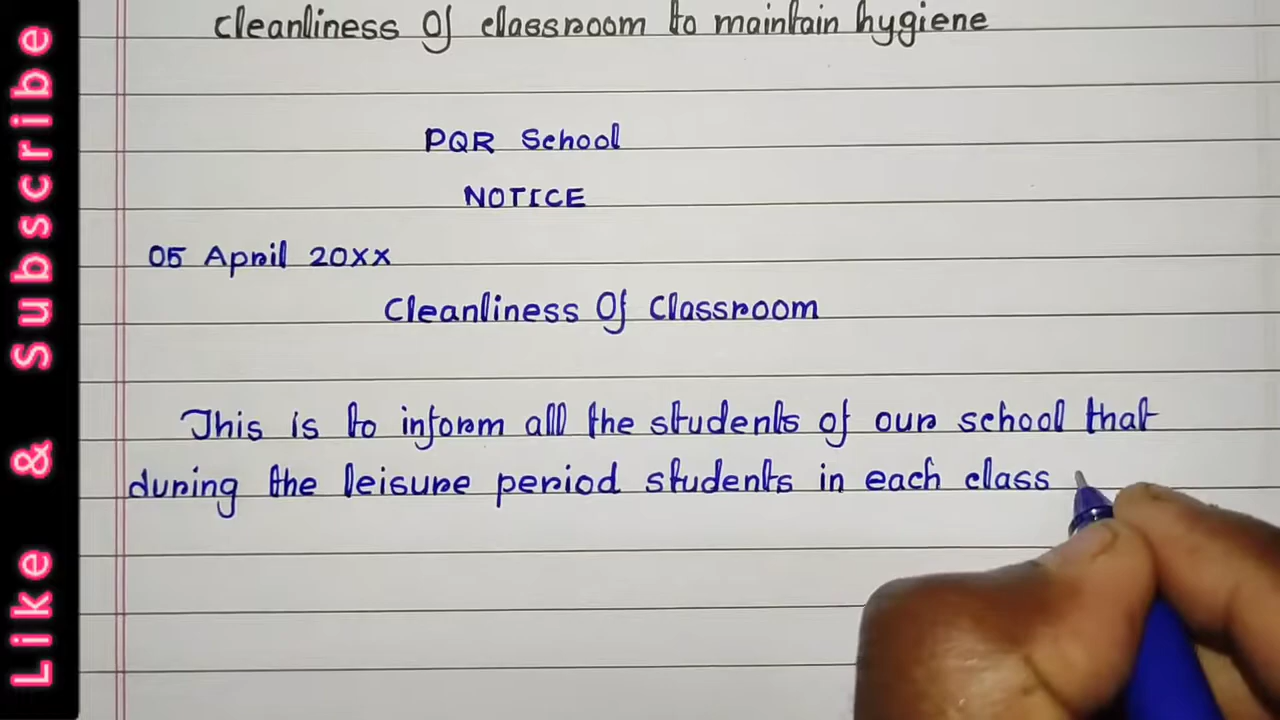 Like & Subscribe
cleanliness Of classroom to maintain hygiene
PQR School
NOTICE
05 April 20XX
Cleanliness Of Classroom
This is to inform all the students of our school that
during the leisure period students in each class